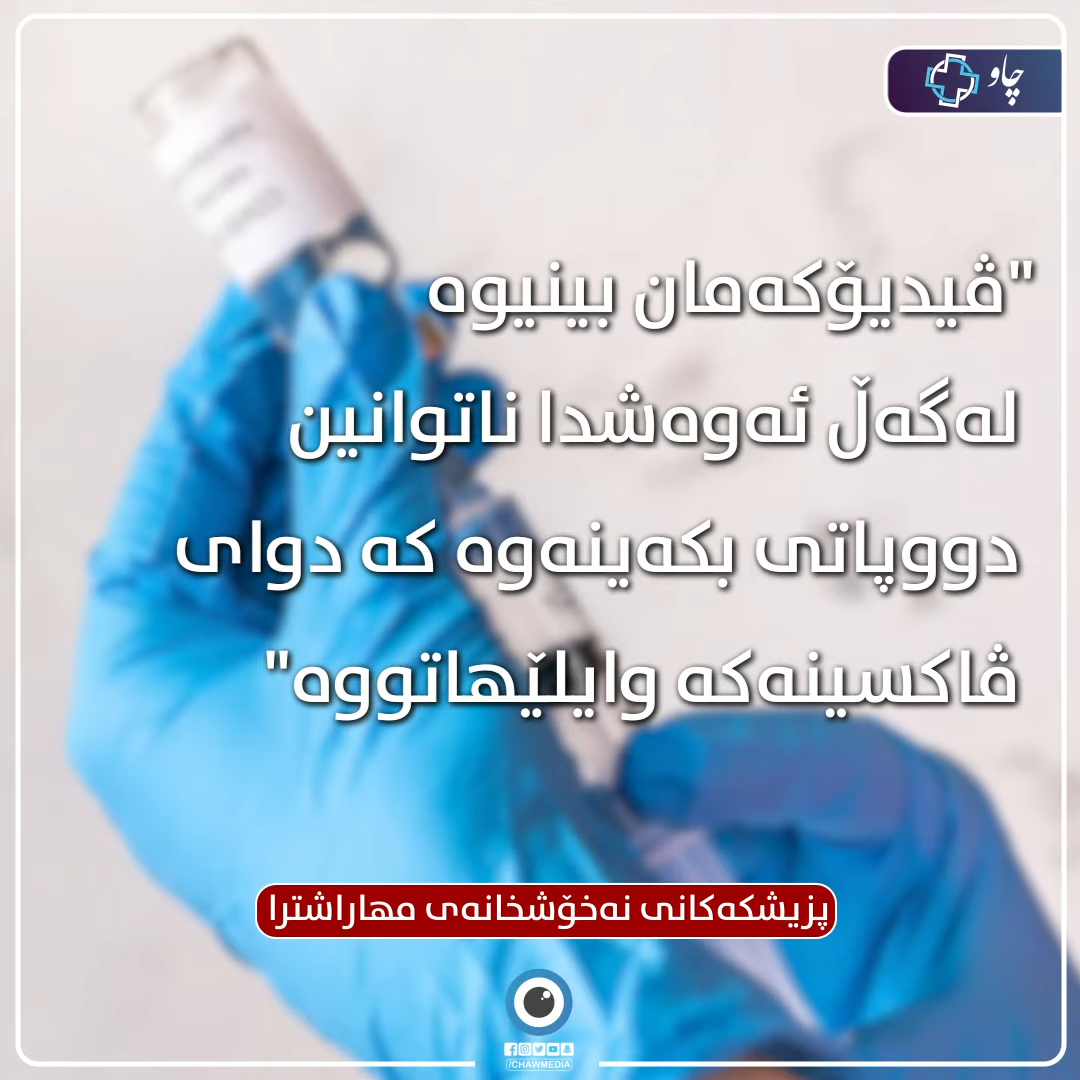 چاو
"ڤیدیۆکەمان بینیوە
لەگەڵ ئەوەشدا ناتوانین
دووپاتی بکەینەوە کە دوای
ڤاکسینەکە وایلێهاتووە"
پزیشکەکانی نەخۆشخانەی مهاراشترا
/CHAWMEDIA